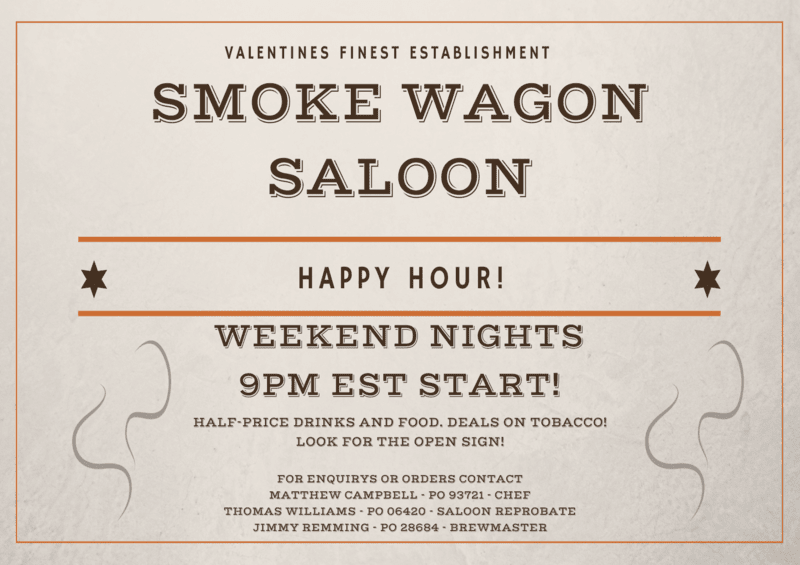 VALENTINES FINEST ESTABLISHMENT
SMOKE WAGON
SALOON
HAPPY HOUR!
WEEKEND NIGHTS
9PM EST START!
HALF-PRICE DRINKS AND FOOD. DEALS ON TOBACCO!
LOOK FOR THE OPEN SIGN!
FOR ENQUIRYS OR ORDERS CONTACT
MATTHEW CAMPBELL - PO 93721 - CHEF
THOMAS WILLIAMS - PO 06420 - SALOON REPROBATE
JIMMY REMMING - PO 28684 - BREWMASTER